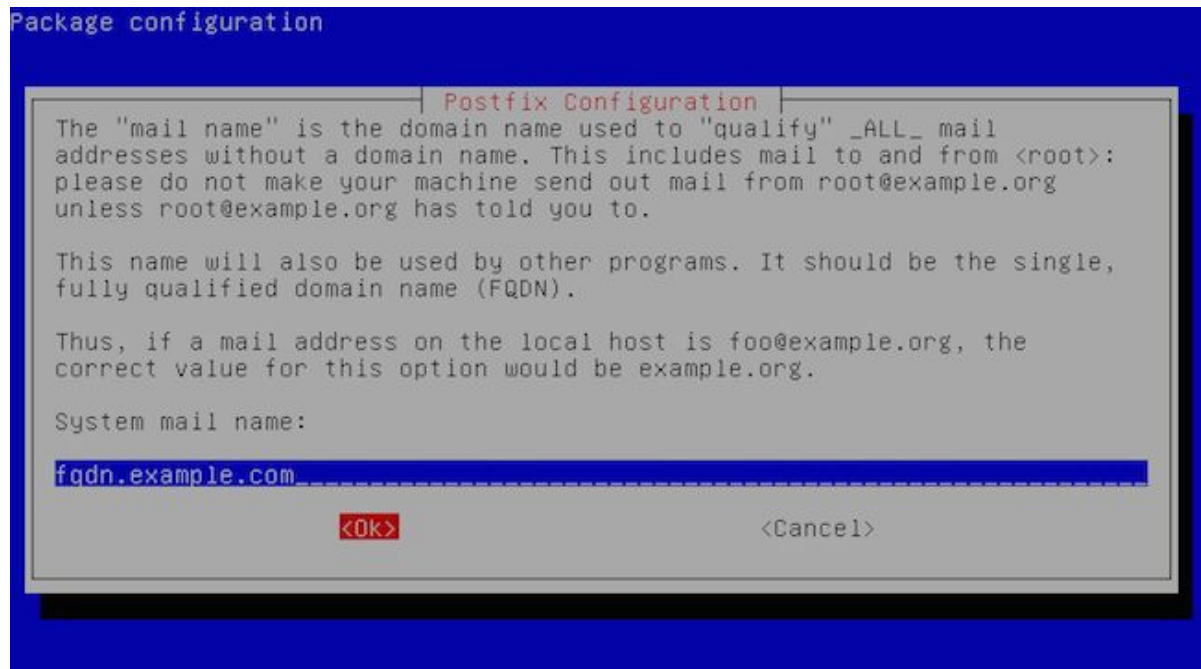 Package configuration
Postfix Configuration
The "mail name" is the domain name used to "qualify" _ALL_ mail
addresses without a domain name. This includes mail to and from <root>:
please do not make your machine send out mail from root@example.org
unless root@example.org has told you to.
This name will also be used by other programs. It should be the single,
fully qualified domain name (FQDN).
Thus, if a mail address on the local host is foo@example.org, the
correct value for this option would be example.org.
System mail name:
fqdn.example.com
<Ok> <Cancel>